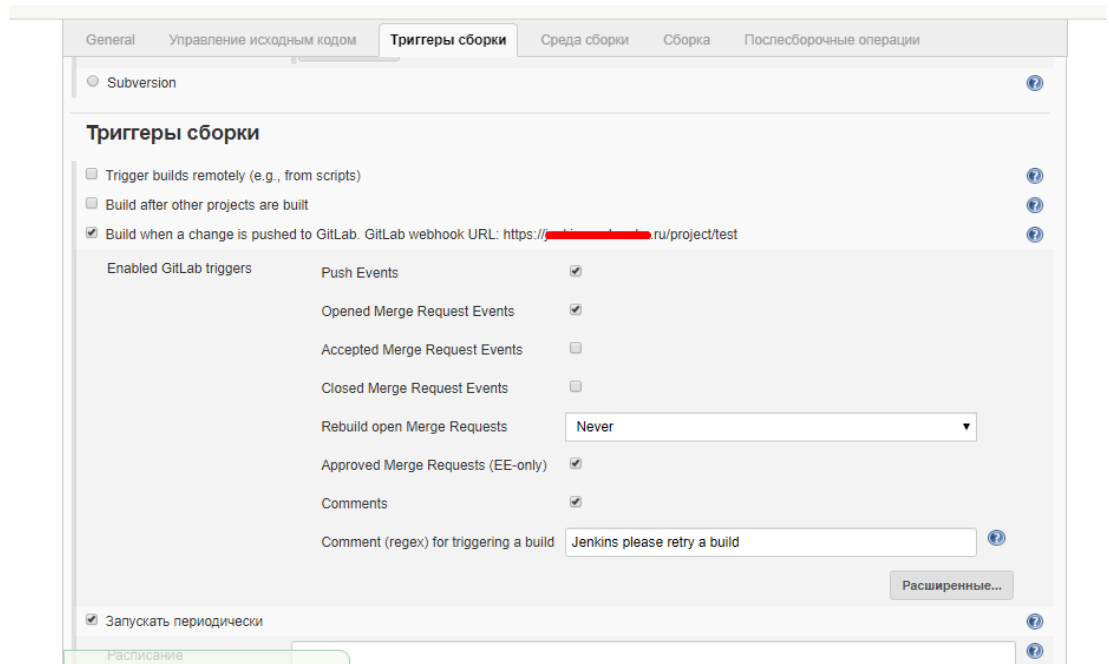 General Управление исходным кодом Триггеры сборки Среда сборки Сборка Послесборочные операции
Subversion
Триггеры сборки
Trigger builds remotely (e.g., from scripts)
Build after other projects are built
Build when a change is pushed to GitLab. GitLab webhook URL: https:// .ru/project/test
Enabled GitLab triggers
Push Events
Opened Merge Request Events
Accepted Merge Request Events
Closed Merge Request Events
Rebuild open Merge Requests Never
Approved Merge Requests (EE-only)
Comments
Comment (regex) for triggering a build Jenkins please retry a build
Расширенные...
Запускать периодически
Расписание